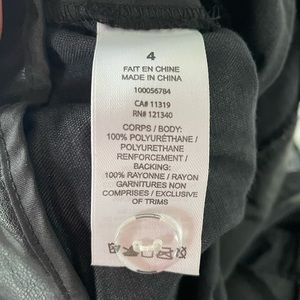 4
FAIT EN CHINE
MADE IN CHINA
100056784
CA# 11319
RN# 121340
CORPS / BODY:
100% POLYURÉTHANE /
POLYURETHANE
RENFORCEMENT /
BACKING:
100% RAYONNE / RAYON
GARNITURES NON
COMPRISES / EXCLUSIVE
OF TRIMS